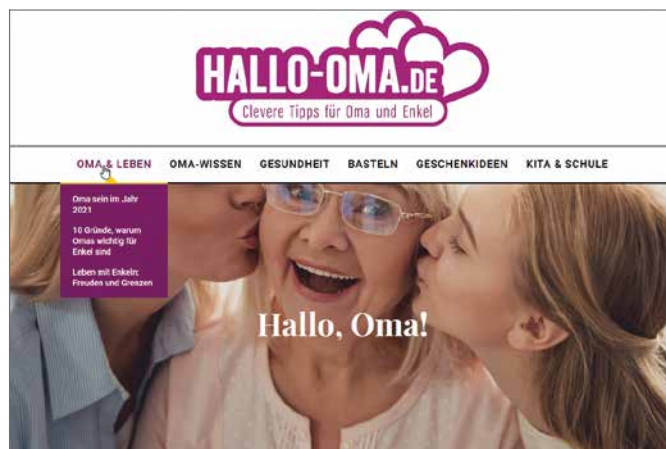 HALLO-OMA.DE
Clevere Tipps für Oma und Enkel
OMA & LEBEN OMA-WISSEN GESUNDHEIT BASTELN GESCHENKIDEEN KITA & SCHULE
Oma sein im Jahr
2021
10 Gründe, warum
Omas wichtig für
Enkel sind
Leben mit Enkeln:
Freuden und Grenzen
Hallo, Oma!